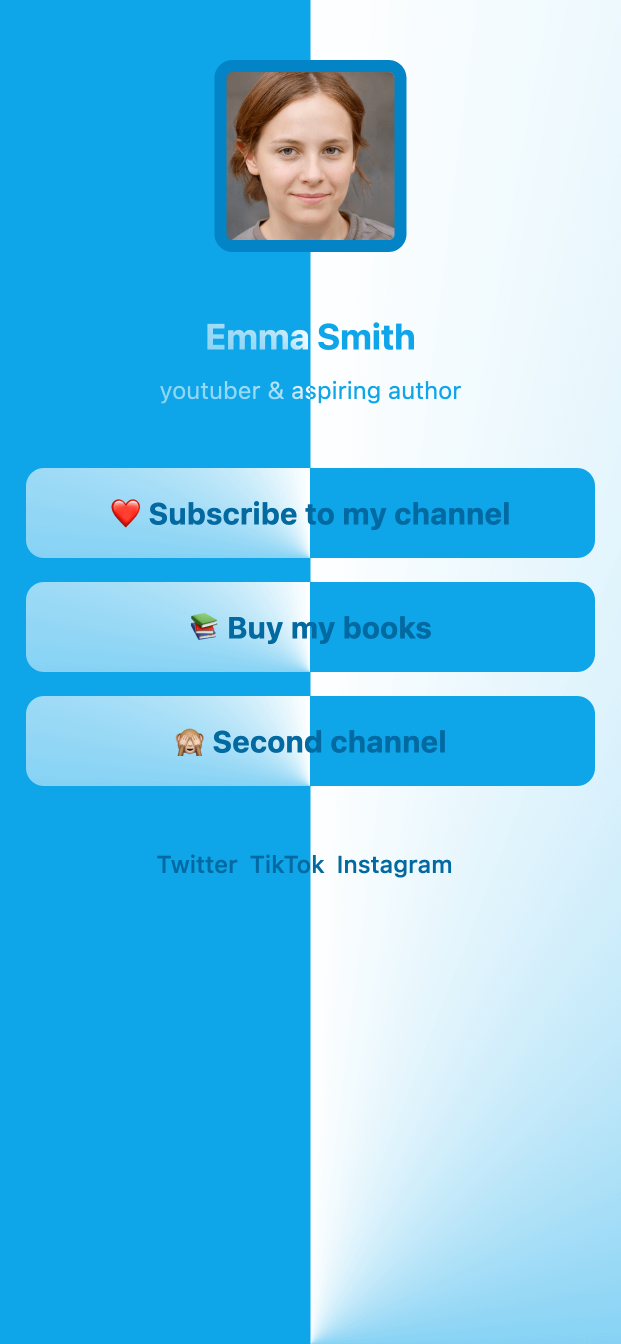 Emma Smith
youtuber & aspiring author
❤️ Subscribe to my channel
📚 Buy my books
🙈 Second channel
Twitter TikTok Instagram